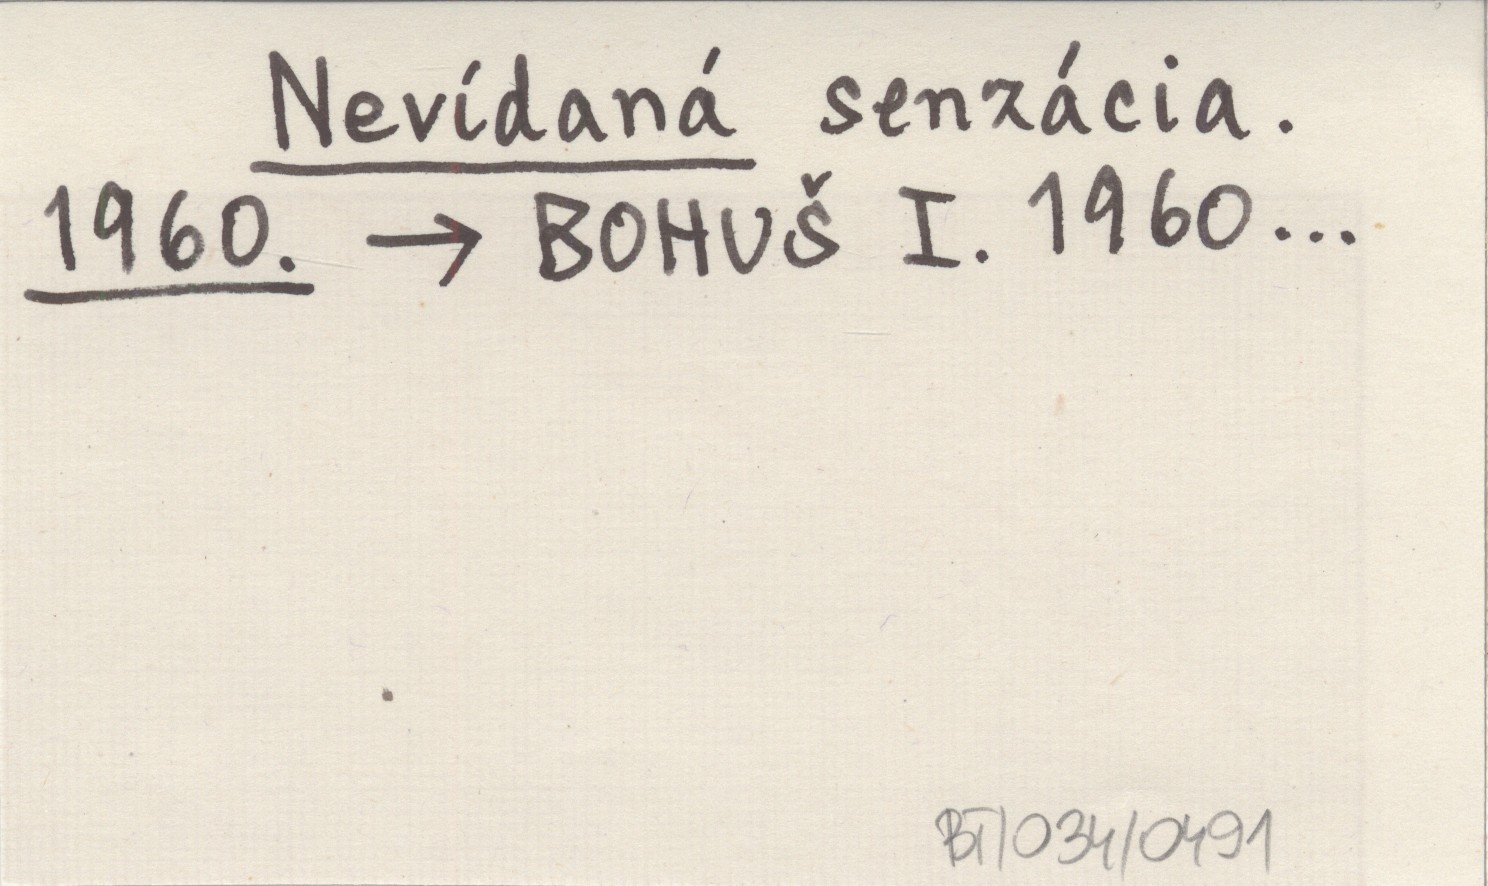 Nevídaná senzácia.
1960. → BOHUŠ I. 1960...
BT/034/0491